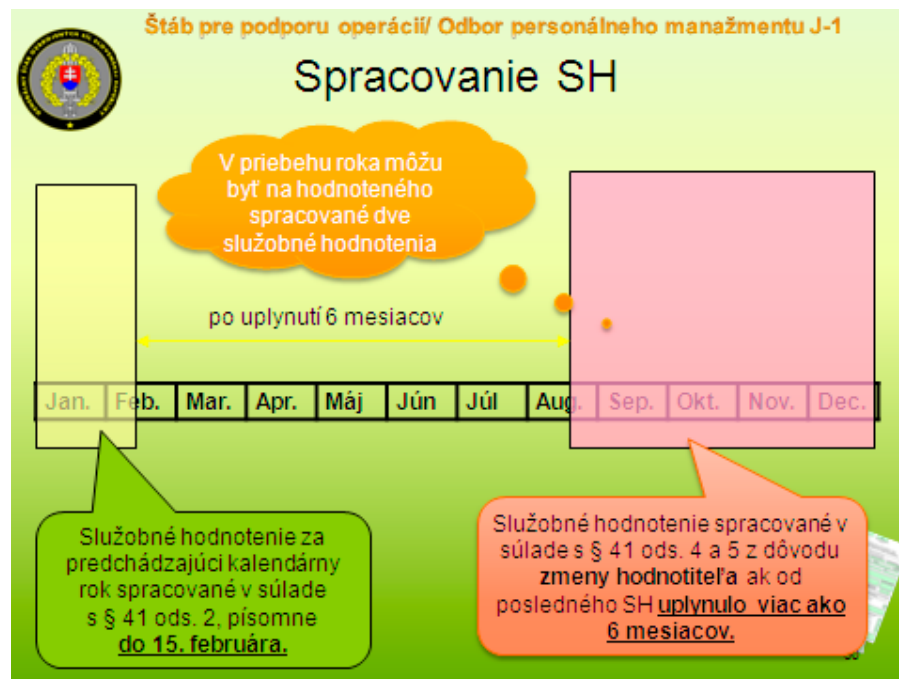 Štáb pre podporu operácií/ Odbor personálneho manažmentu J-1
Spracovanie SH
V priebehu roka môžu
byť na hodnoteného
spracované dve
služobné hodnotenia
po uplynutí 6 mesiacov
Jan. Feb. Mar. Apr. Máj Jún Júl Aug. Sep. Okt. Nov. Dec.
Služobné hodnotenie za
predchádzajúci kalendárny
rok spracované v súlade
s § 41 ods. 2, písomne
do 15. februára.
Služobné hodnotenie spracované v
súlade s § 41 ods. 4 a 5 z dôvodu
zmeny hodnotiteľa ak od
posledného SH uplynulo viac ako
6 mesiacov.